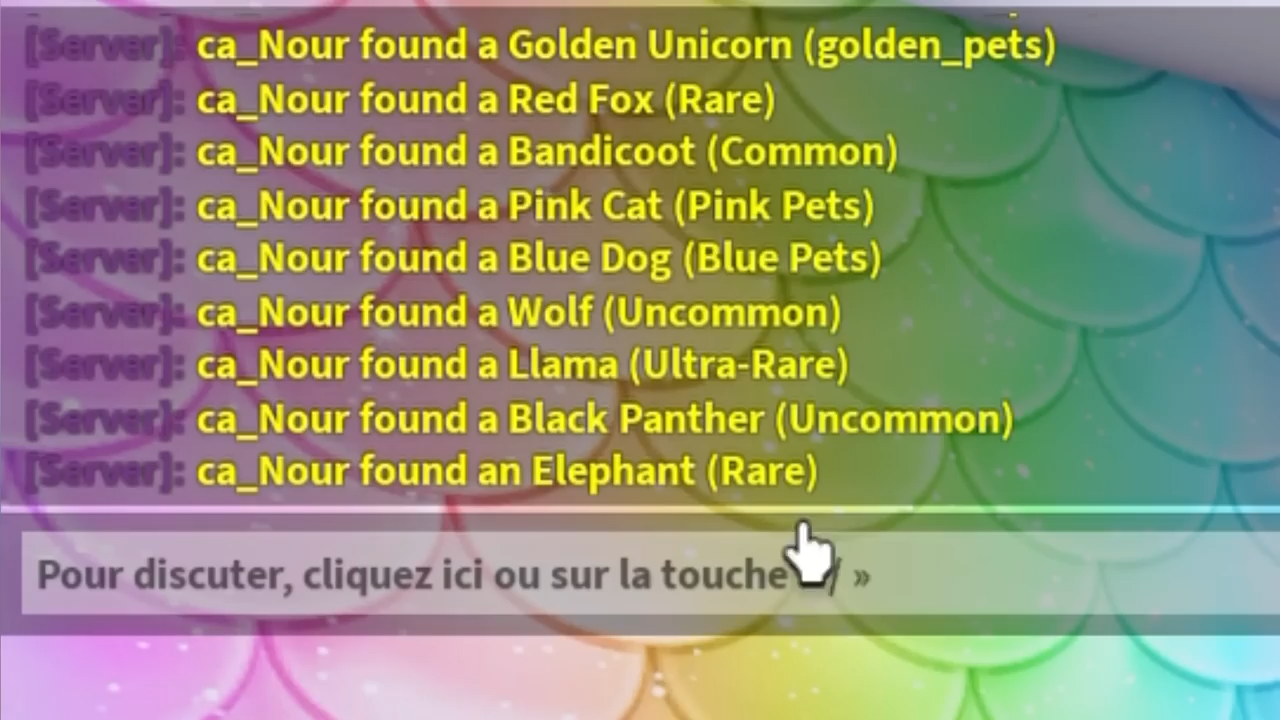 [Server]: ca_Nour found a Golden Unicorn (golden_pets)
[Server]: ca_Nour found a Red Fox (Rare)
[Server]: ca_Nour found a Bandicoot (Common)
[Server]: ca_Nour found a Pink Cat (Pink Pets)
[Server]: ca_Nour found a Blue Dog (Blue Pets)
[Server]: ca_Nour found a Wolf (Uncommon)
[Server]: ca_Nour found a Llama (Ultra-Rare)
[Server]: ca_Nour found a Black Panther (Uncommon)
[Server]: ca_Nour found an Elephant (Rare)
Pour discuter, cliquez ici ou sur la touche / »